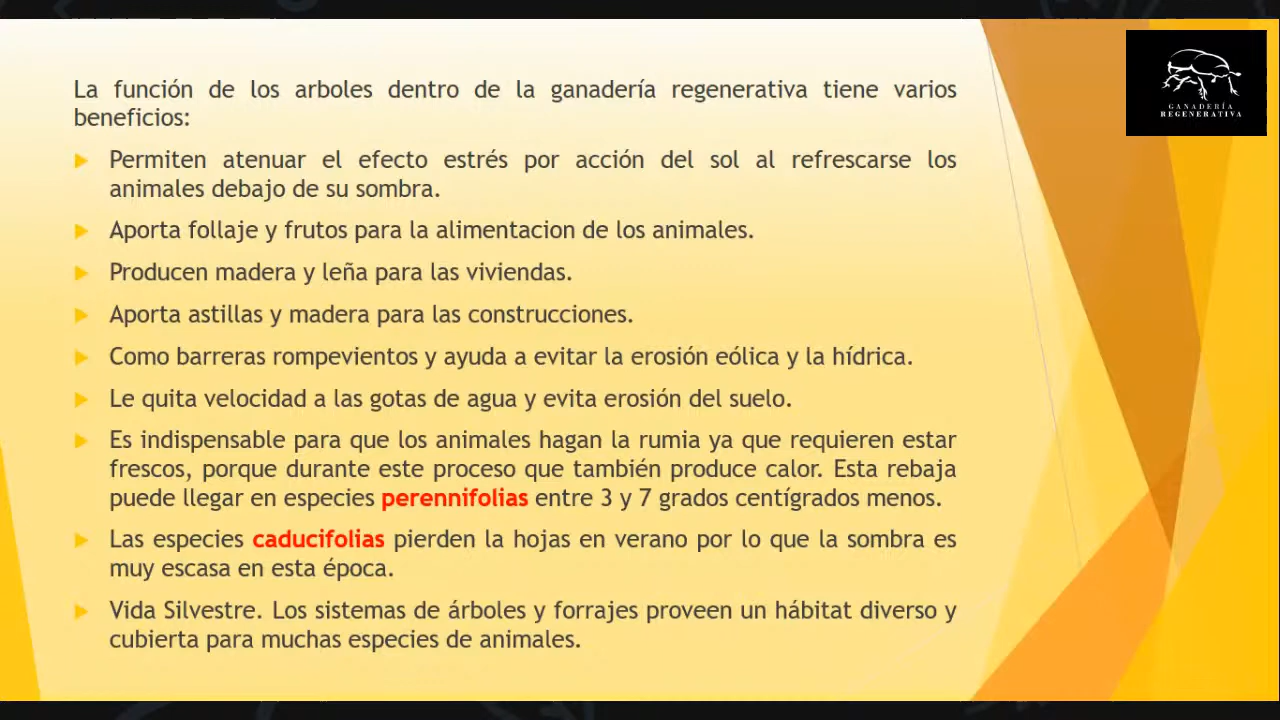 La función de los arboles dentro de la ganadería regenerativa tiene varios
beneficios:
Permiten atenuar el efecto estrés por acción del sol al refrescarse los
animales debajo de su sombra.
Aporta follaje y frutos para la alimentacion de los animales.
Producen madera y leña para las viviendas.
Aporta astillas y madera para las construcciones.
Como barreras rompevientos y ayuda a evitar la erosión eólica y la hídrica.
Le quita velocidad a las gotas de agua y evita erosión del suelo.
Es indispensable para que los animales hagan la rumia ya que requieren estar
frescos, porque durante este proceso que también produce calor. Esta rebaja
puede llegar en especies perennifolias entre 3 y 7 grados centígrados menos.
Las especies caducifolias pierden la hojas en verano por lo que la sombra es
muy escasa en esta época.
Vida Silvestre. Los sistemas de árboles y forrajes proveen un hábitat diverso y
cubierta para muchas especies de animales.
GANADERÍA
REGENERATIVA